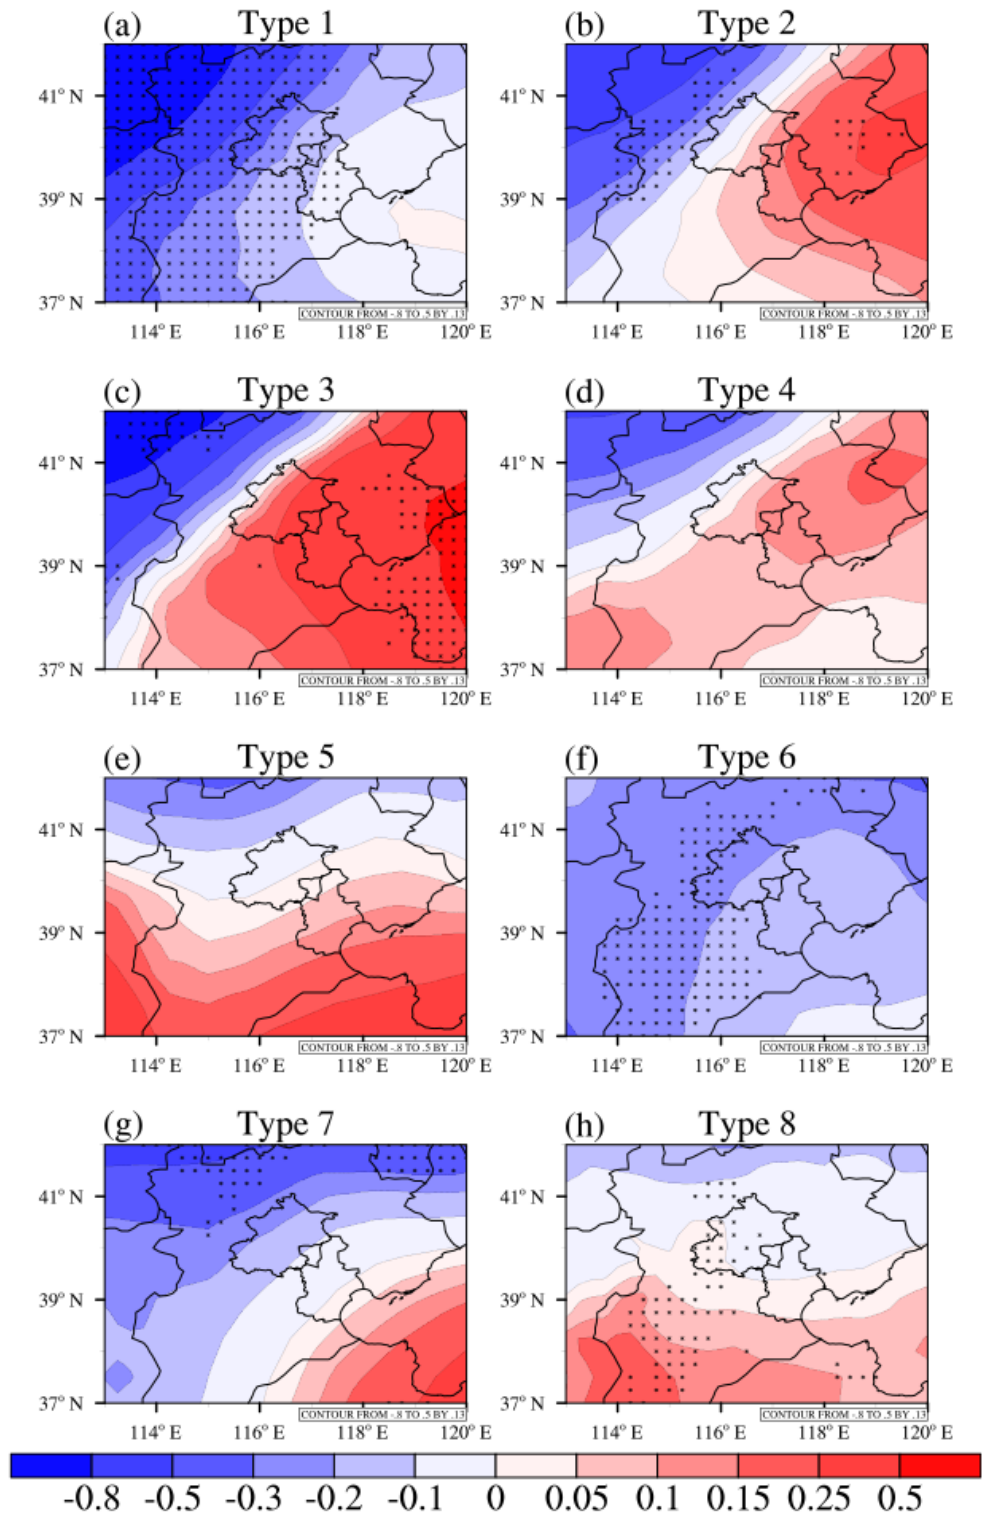 (a) Type 1 (b) Type 2
41° N 41° N
39° N 39° N
37° N 37° N
CONTOUR FROM -.8 TO .5 BY .13 CONTOUR FROM -.8 TO .5 BY .13
114° E 116° E 118° E 120° E 114° E 116° E 118° E 120° E
(c) Type 3 (d) Type 4
41° N 41° N
39° N 39° N
37° N 37° N
CONTOUR FROM -.8 TO .5 BY .13 CONTOUR FROM -.8 TO .5 BY .13
114° E 116° E 118° E 120° E 114° E 116° E 118° E 120° E
(e) Type 5 (f) Type 6
41° N 41° N
39° N 39° N
37° N 37° N
CONTOUR FROM -.8 TO .5 BY .13 CONTOUR FROM -.8 TO .5 BY .13
114° E 116° E 118° E 120° E 114° E 116° E 118° E 120° E
(g) Type 7 (h) Type 8
41° N 41° N
39° N 39° N
37° N 37° N
CONTOUR FROM -.8 TO .5 BY .13 CONTOUR FROM -.8 TO .5 BY .13
114° E 116° E 118° E 120° E 114° E 116° E 118° E 120° E
-0.8 -0.5 -0.3 -0.2 -0.1 0 0.05 0.1 0.15 0.25 0.5